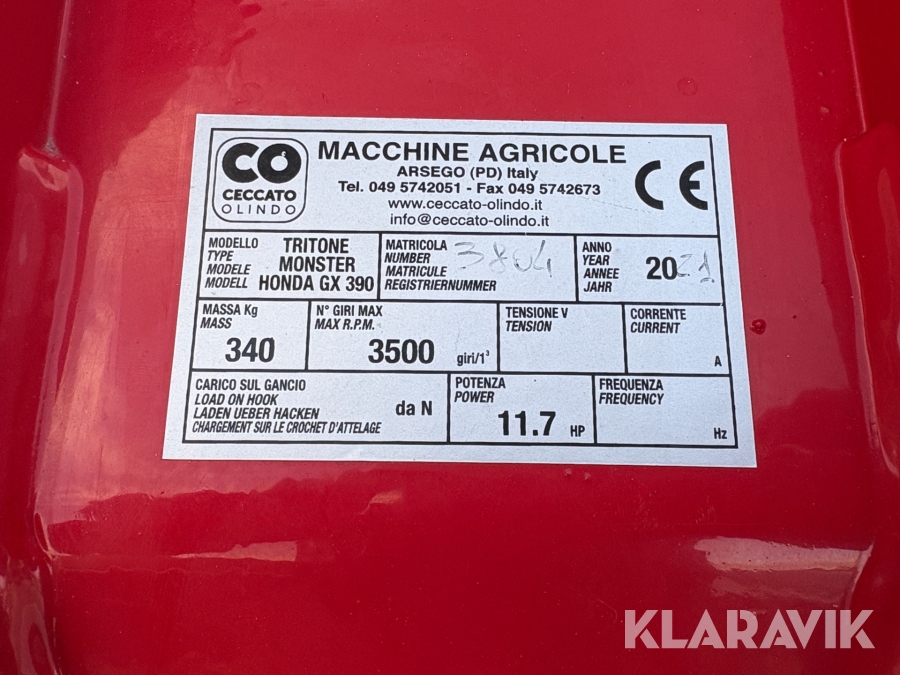 CO
CECCATO
OLINDO
MACCHINE AGRICOLE
ARSEGO (PD) Italy
Tel. 049 5742051 - Fax 049 5742673
www.ceccato-olindo.it
info@ceccato-olindo.it
CE
MODELLO
TYPE
MODELE
MODELL
TRITONE
MONSTER
HONDA GX 390
MATRICOLA
NUMBER
MATRICULE
REGISTRIERNUMMER
3804
ANNO
YEAR
ANNEE
JAHR
2021
MASSA Kg
MASS
340
N° GIRI MAX
MAX R.P.M.
3500 giri/1³
TENSIONE V
TENSION
CORRENTE
CURRENT
A
CARICO SUL GANCIO
LOAD ON HOOK
LADEN UEBER HACKEN
CHARGEMENT SUR LE CROCHET D'ATTELAGE
da N
POTENZA
POWER
11.7 HP
FREQUENZA
FREQUENCY
Hz
KLARAVIK